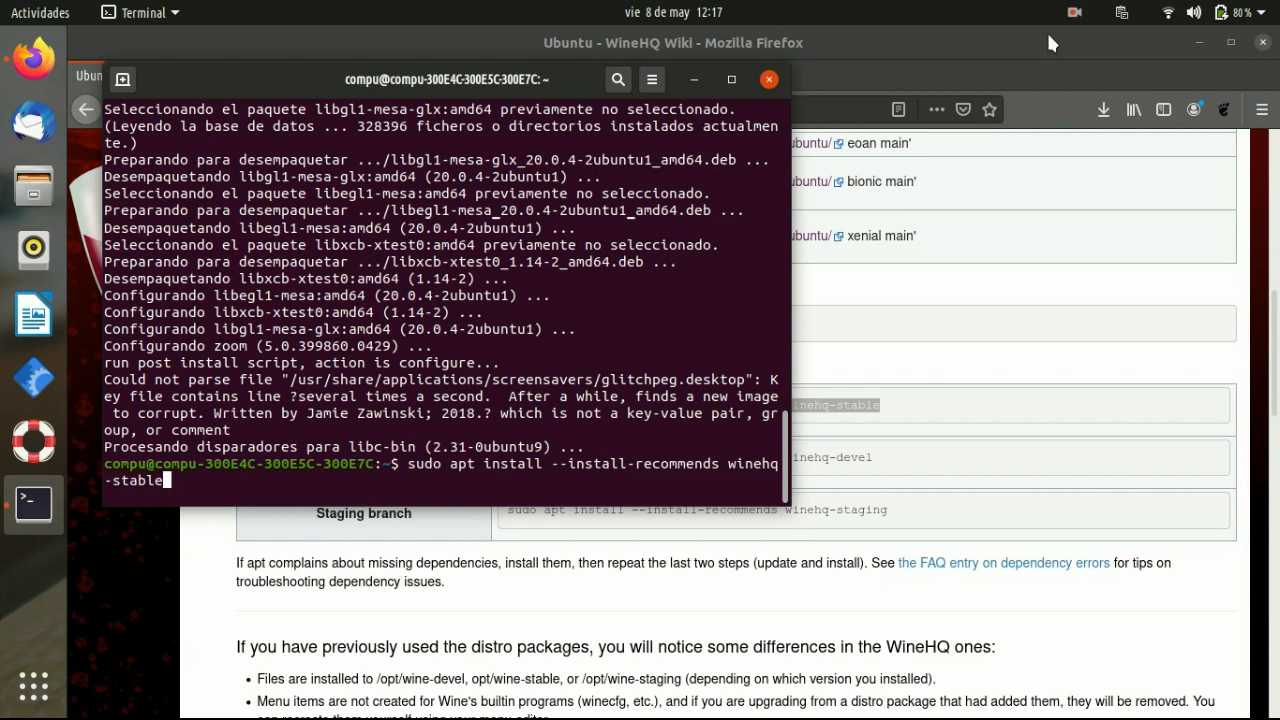 Actividades
Terminal
vie 8 de may 12:17
80 %
Ubuntu - WineHQ Wiki - Mozilla Firefox
Ubun
compu@compu-300E4C-300E5C-300E7C: ~
Seleccionando el paquete libgl1-mesa-glx:amd64 previamente no seleccionado.
(Leyendo la base de datos ... 328396 ficheros o directorios instalados actualmen
te.)
Preparando para desempaquetar .../libgl1-mesa-glx_20.0.4-2ubuntu1_amd64.deb ...
Desempaquetando libgl1-mesa-glx:amd64 (20.0.4-2ubuntu1) ...
Seleccionando el paquete libegl1-mesa:amd64 previamente no seleccionado.
Preparando para desempaquetar .../libegl1-mesa_20.0.4-2ubuntu1_amd64.deb ...
Desempaquetando libegl1-mesa:amd64 (20.0.4-2ubuntu1) ...
Seleccionando el paquete libxcb-xtest0:amd64 previamente no seleccionado.
Preparando para desempaquetar .../libxcb-xtest0_1.14-2_amd64.deb ...
Desempaquetando libxcb-xtest0:amd64 (1.14-2) ...
Configurando libegl1-mesa:amd64 (20.0.4-2ubuntu1) ...
Configurando libxcb-xtest0:amd64 (1.14-2) ...
Configurando libgl1-mesa-glx:amd64 (20.0.4-2ubuntu1) ...
Configurando zoom (5.0.399860.0429) ...
run post install script, action is configure...
Could not parse file "/usr/share/applications/screensavers/glitchpeg.desktop": K
ey file contains line ?several times a second.  After a while, finds a new image
 to corrupt. Written by Jamie Zawinski; 2018.? which is not a key-value pair, gr
oup, or comment
Procesando disparadores para libc-bin (2.31-0ubuntu9) ...
compu@compu-300E4C-300E5C-300E7C:~$ sudo apt install --install-recommends winehq
-stable
ubuntu/ eoan main'
ubuntu/ bionic main'
ubuntu/ xenial main'
inehq-stable
inehq-devel
Staging branch
sudo apt install --install-recommends winehq-staging
If apt complains about missing dependencies, install them, then repeat the last two steps (update and install). See the FAQ entry on dependency errors for tips on
troubleshooting dependency issues.
If you have previously used the distro packages, you will notice some differences in the WineHQ ones:
• Files are installed to /opt/wine-devel, opt/wine-stable, or /opt/wine-staging (depending on which version you installed).
• Menu items are not created for Wine's builtin programs (winecfg, etc.), and if you are upgrading from a distro package that had added them, they will be removed. You
can recreate them yourself using your menu editor.